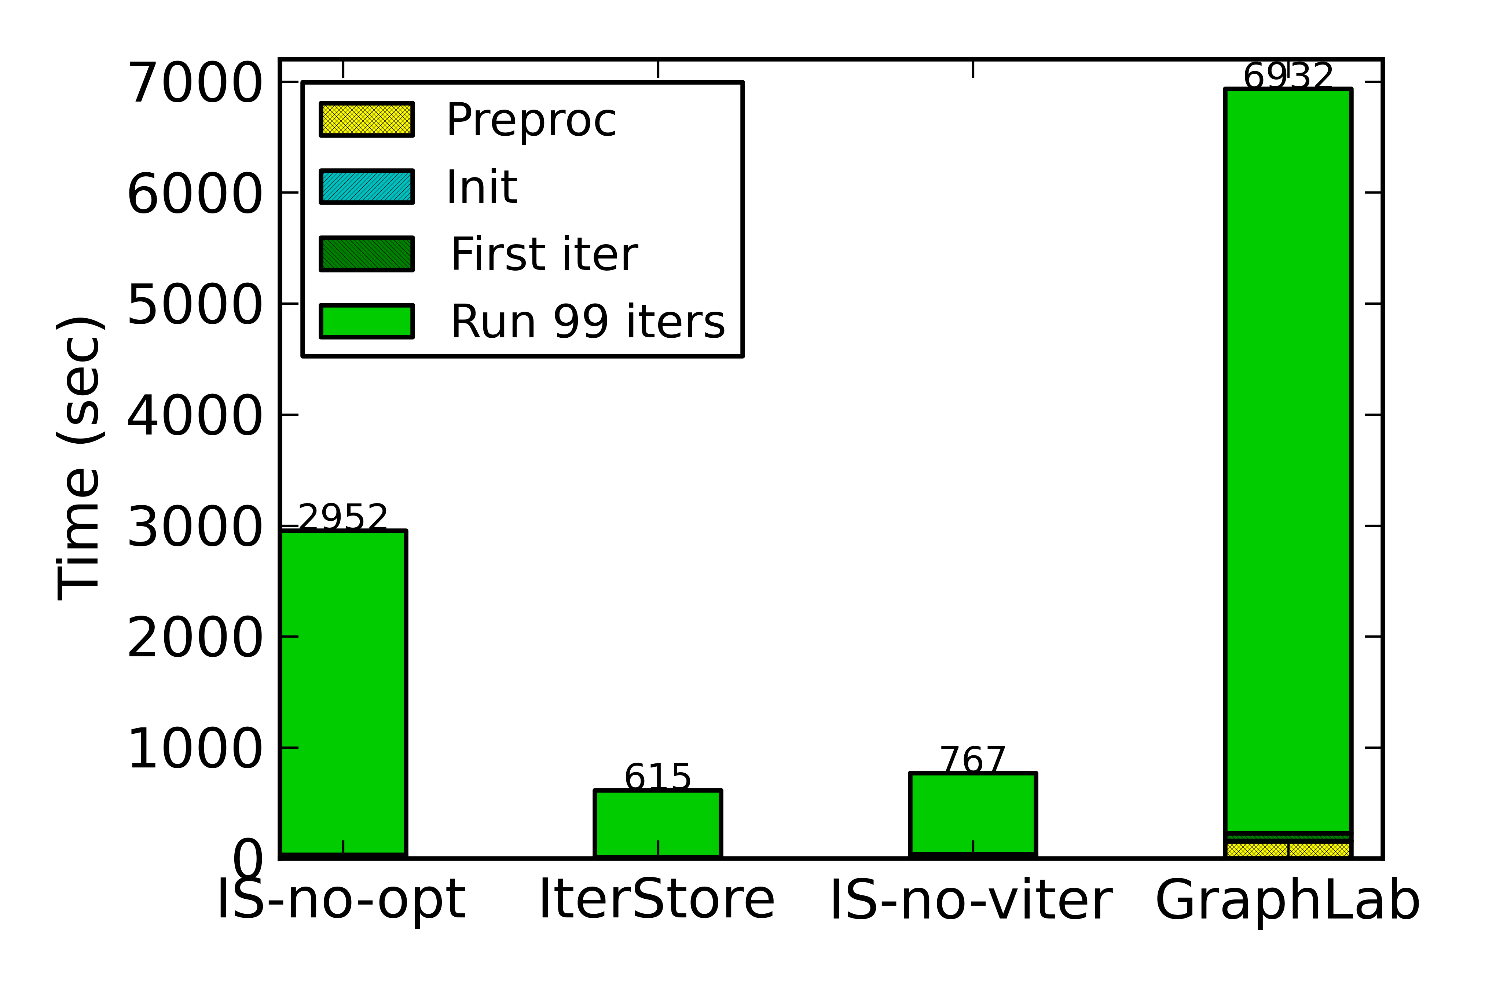 7000
6000
5000
4000
3000
2000
1000
0
Time (sec)
Preproc
Init
First iter
Run 99 iters
2952
615
767
6932
IS-no-opt
IterStore
IS-no-viter
GraphLab